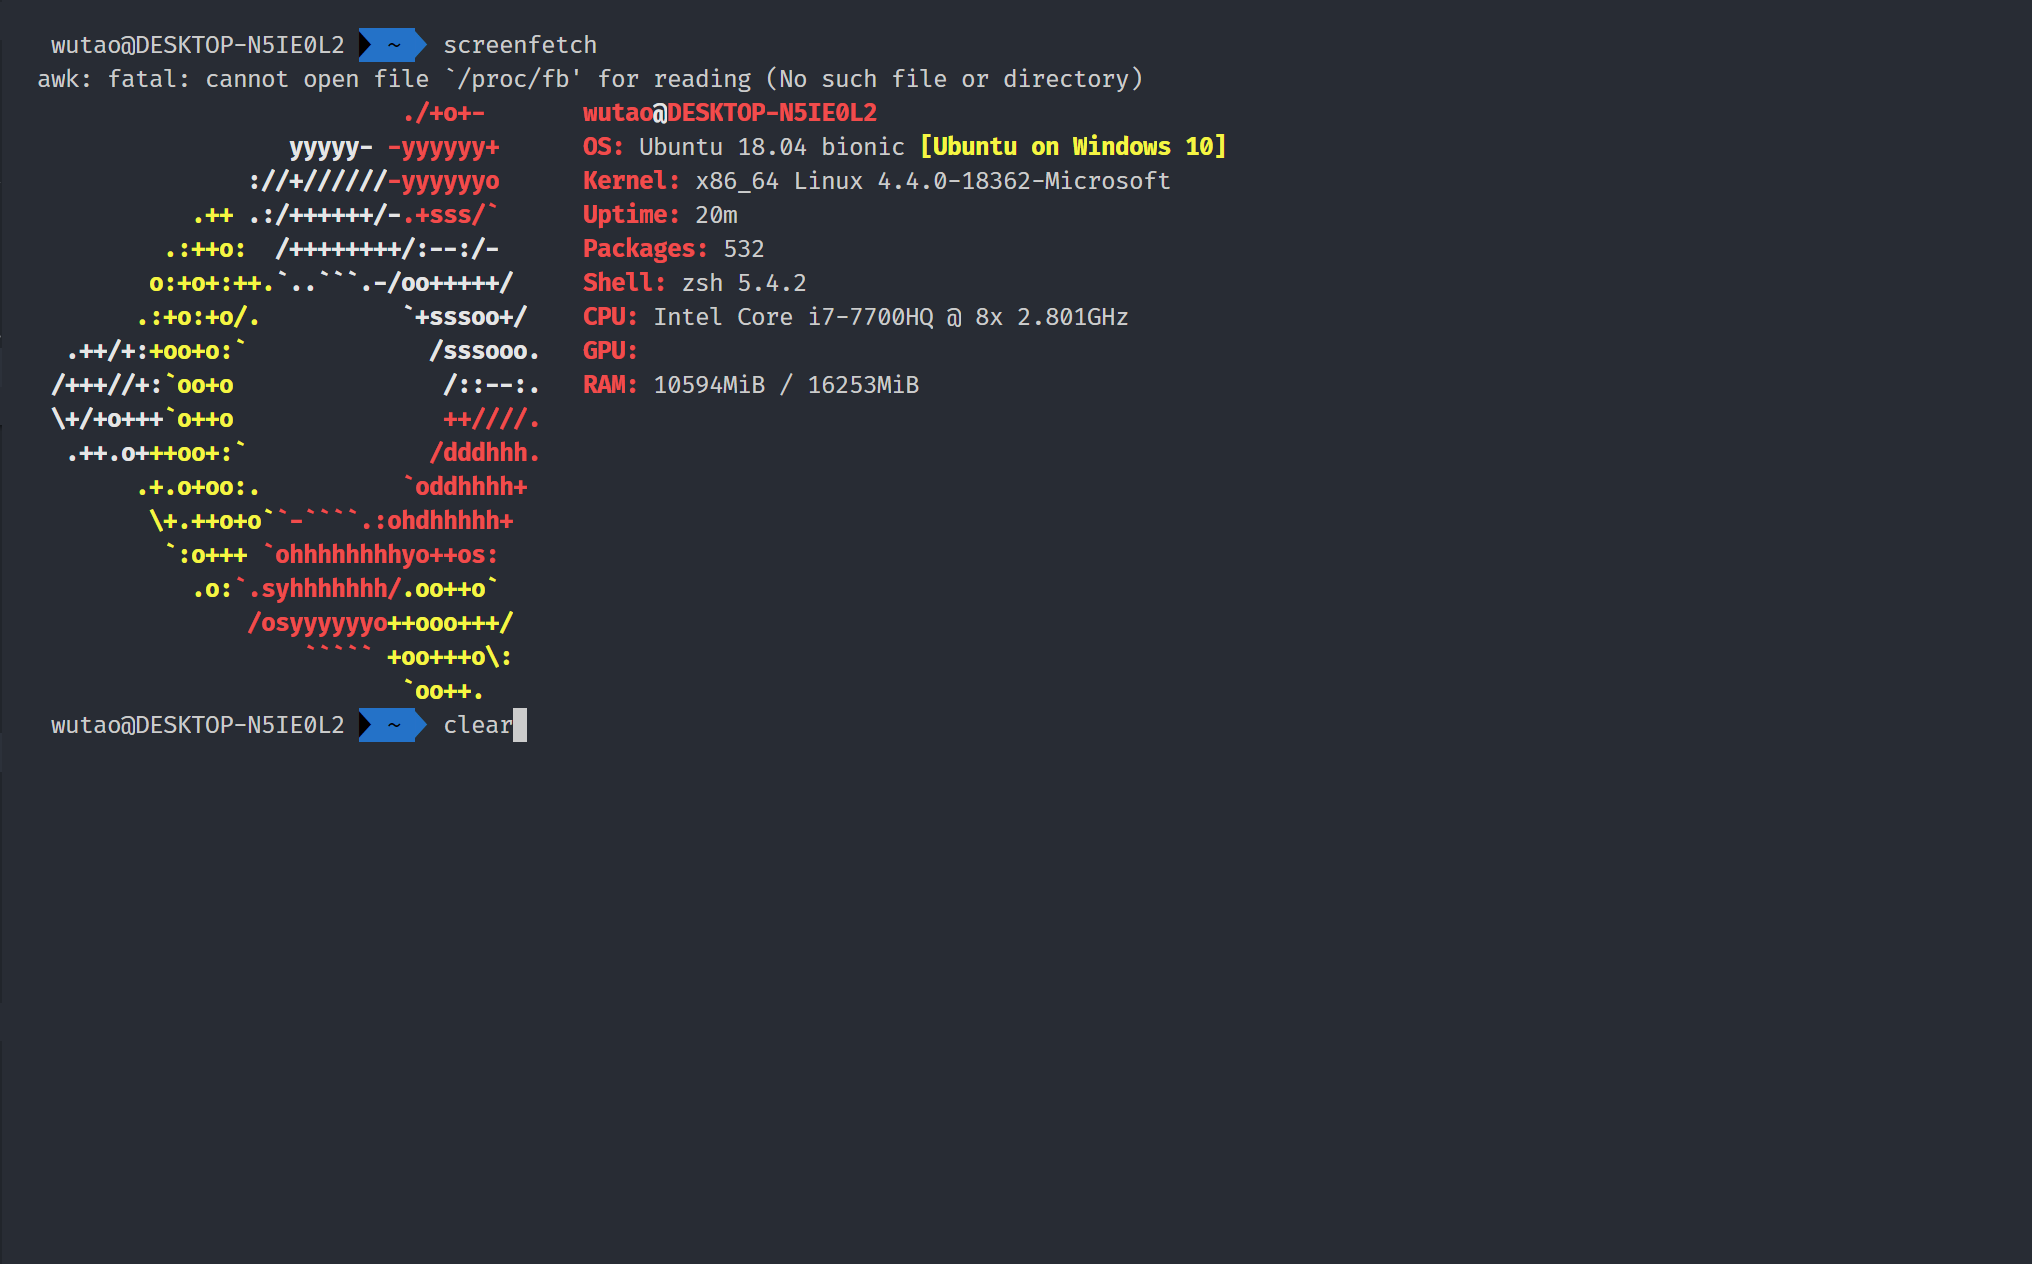 wutao@DESKTOP-N5IE0L2 ~ screenfetch
awk: fatal: cannot open file `/proc/fb' for reading (No such file or directory)
                          ./+o+-       wutao@DESKTOP-N5IE0L2
                  yyyyy- -yyyyyy+      OS: Ubuntu 18.04 bionic [Ubuntu on Windows 10]
               ://+//////-yyyyyyo      Kernel: x86_64 Linux 4.4.0-18362-Microsoft
           .++ .:/++++++/-.+sss/`      Uptime: 20m
         .:++o:  /++++++++/:--:/-      Packages: 532
        o:+o+:++.`..```.-/oo+++++/     Shell: zsh 5.4.2
       .:+o:+o/.          `+sssoo+/    CPU: Intel Core i7-7700HQ @ 8x 2.801GHz
  .++/+:+oo+o:`             /sssooo.   GPU:
 /+++//+:`oo+o               /::--:.   RAM: 10594MiB / 16253MiB
 \+/+o+++`o++o               ++////.
  .++.o+++oo+:`             /dddhhh.
       .+.o+oo:.          `oddhhhh+
        \+.++o+o``-````.:ohdhhhhh+
         `:o+++ `ohhhhhhhhyo++os:
           .o:`.syhhhhhhh/.oo++o`
               /osyyyyyyo++ooo+++/
                   ````` +oo+++o\:
                          `oo++.
wutao@DESKTOP-N5IE0L2 ~ clear